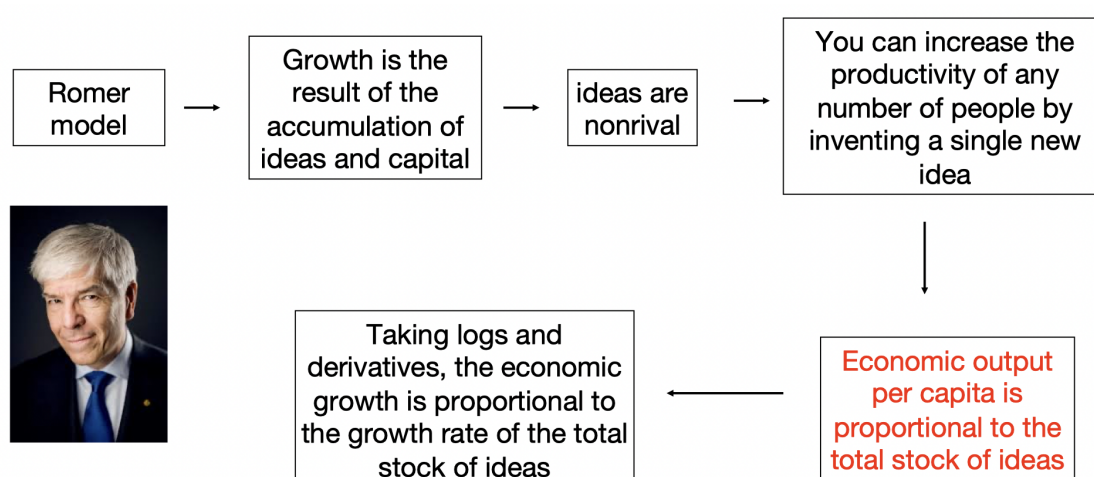 Romer
model
Growth is the
result of the
accumulation of
ideas and capital
ideas are
nonrival
You can increase the
productivity of any
number of people by
inventing a single new
idea
Economic output
per capita is
proportional to the
total stock of ideas
Taking logs and
derivatives, the economic
growth is proportional to
the growth rate of the total
stock of ideas